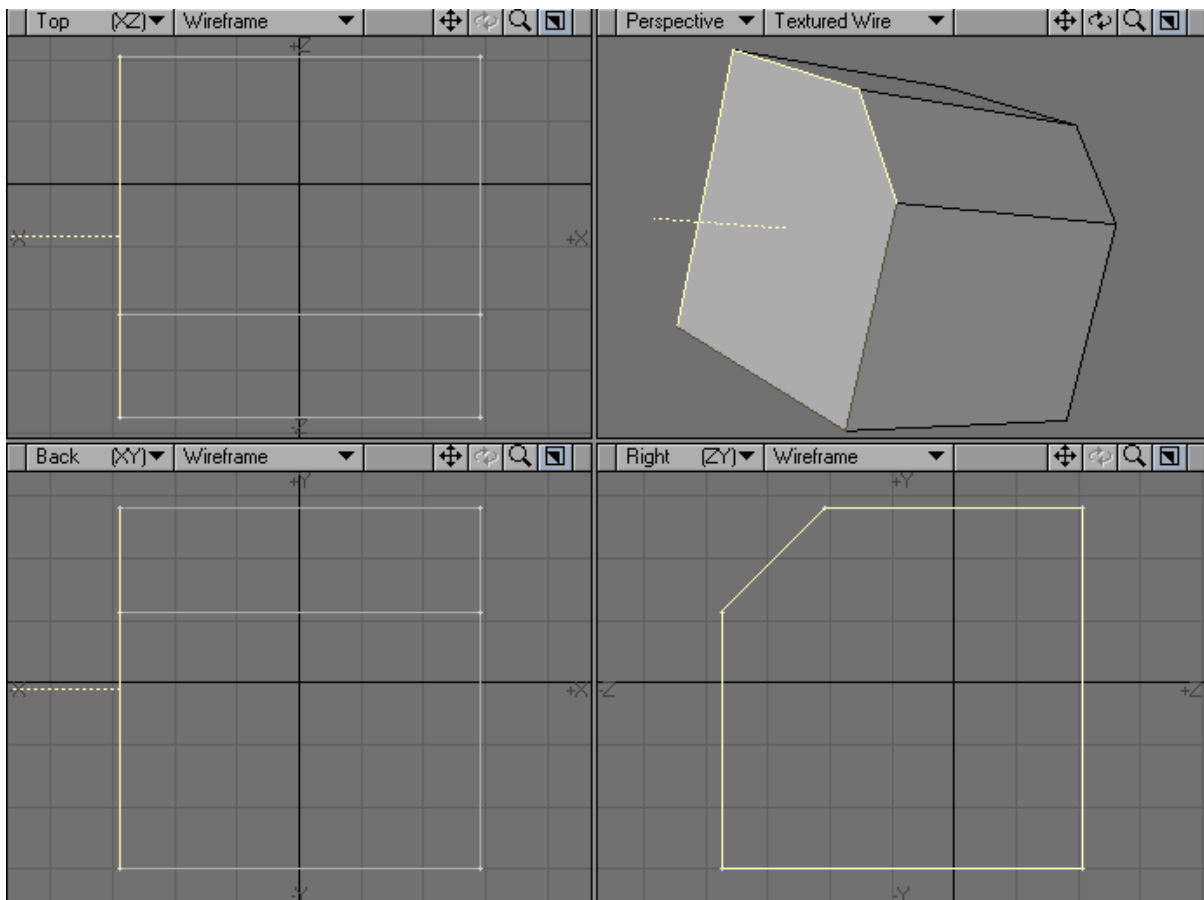 Top (XZ) Wireframe
Perspective Textured Wire
+Z
-X +X
-Z
Back (XY) Wireframe
Right (ZY) Wireframe
+Y +Y
-X +X -Z +Z
-Y -Y